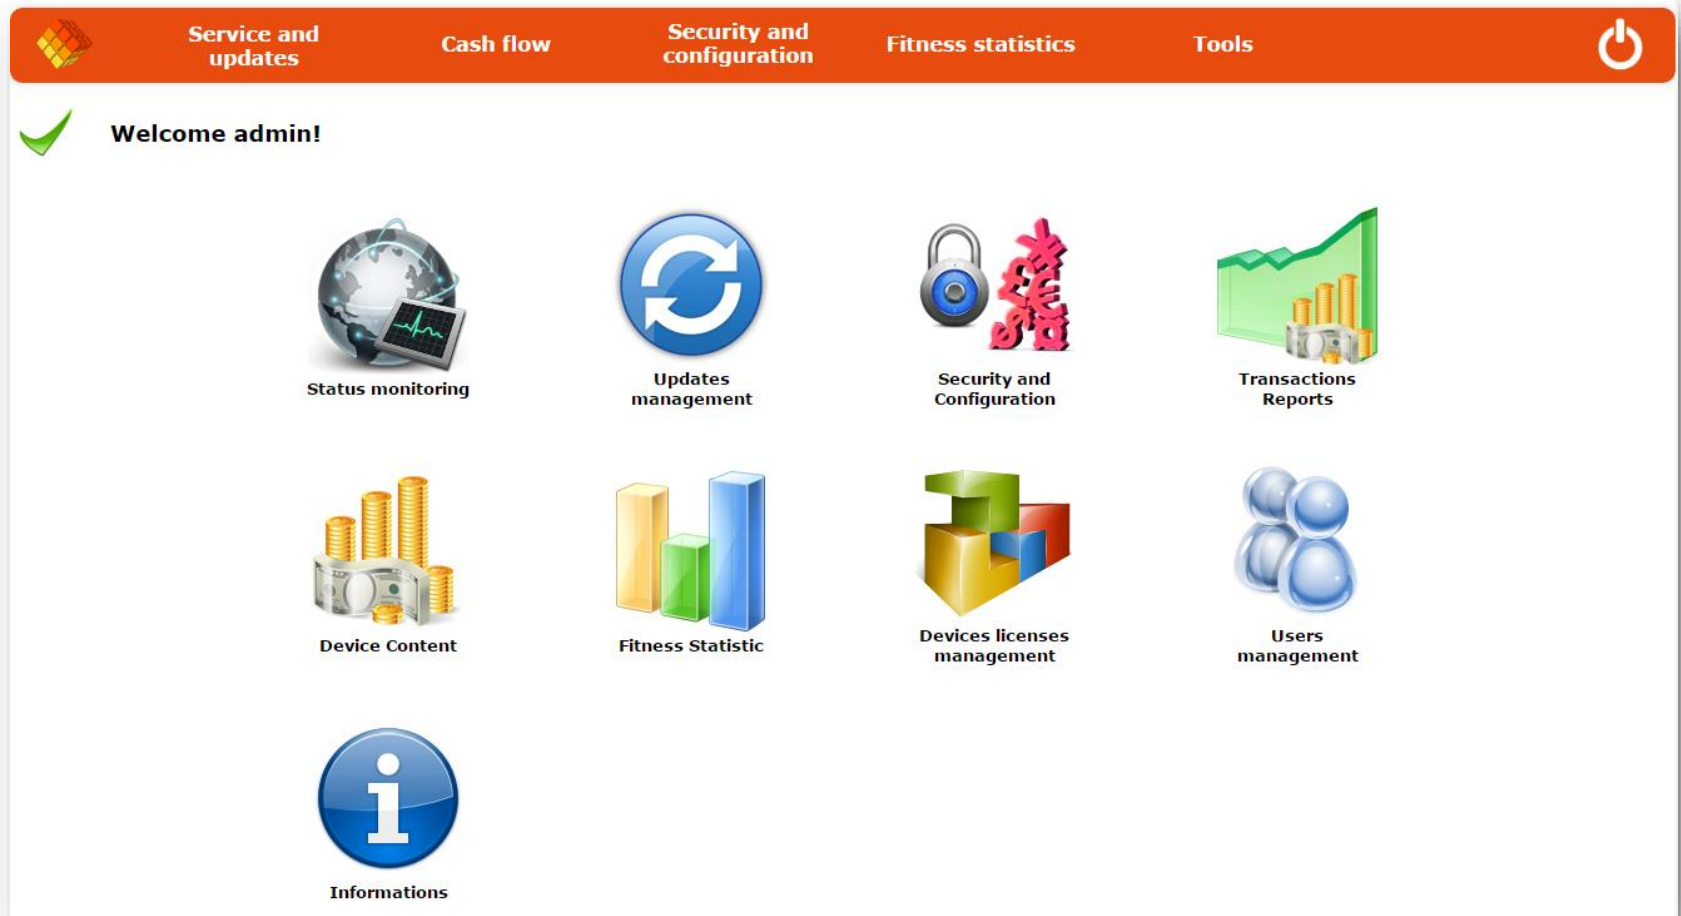 Service and
updates
Cash flow
Security and
configuration
Fitness statistics
Tools
Welcome admin!
Status monitoring
Updates
management
Security and
Configuration
Transactions
Reports
Device Content
Fitness Statistic
Devices licenses
management
Users
management
Informations